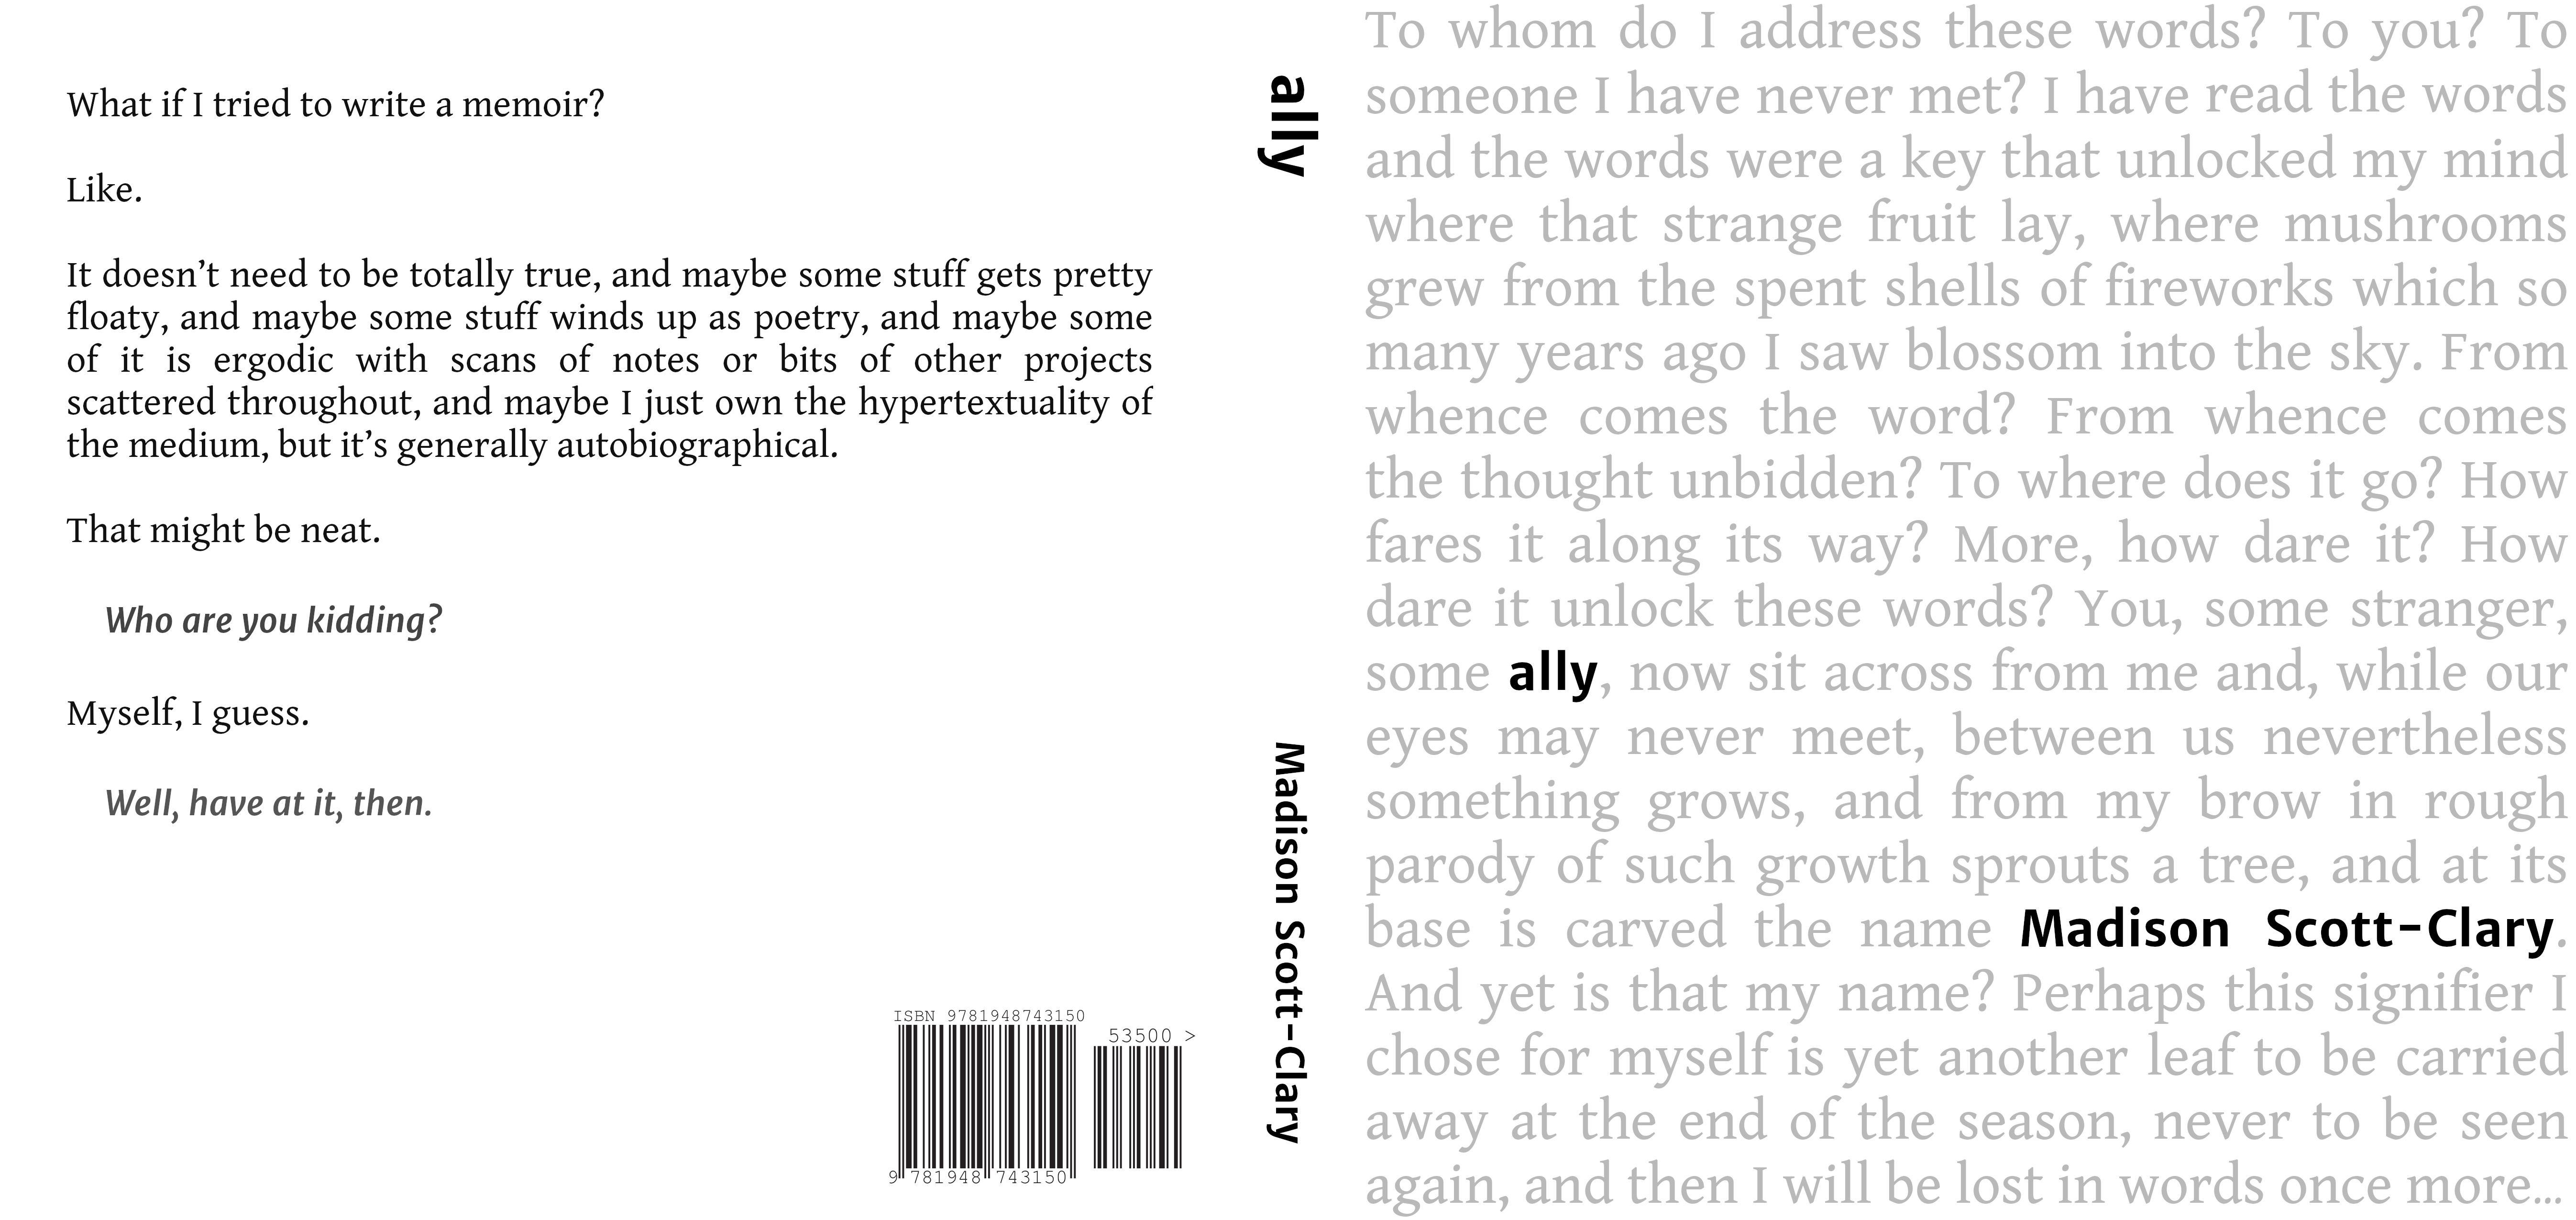 What if I tried to write a memoir?
Like.
It doesn’t need to be totally true, and maybe some stuff gets pretty
floaty, and maybe some stuff winds up as poetry, and maybe some
of it is ergodic with scans of notes or bits of other projects
scattered throughout, and maybe I just own the hypertextuality of
the medium, but it’s generally autobiographical.
That might be neat.
Who are you kidding?
Myself, I guess.
Well, have at it, then.
ISBN 9781948743150
53500 >
9 781948 743150
ally
Madison Scott-Clary
To whom do I address these words? To you? To
someone I have never met? I have read the words
and the words were a key that unlocked my mind
where that strange fruit lay, where mushrooms
grew from the spent shells of fireworks which so
many years ago I saw blossom into the sky. From
whence comes the word? From whence comes
the thought unbidden? To where does it go? How
fares it along its way? More, how dare it? How
dare it unlock these words? You, some stranger,
some ally, now sit across from me and, while our
eyes may never meet, between us nevertheless
something grows, and from my brow in rough
parody of such growth sprouts a tree, and at its
base is carved the name Madison Scott-Clary.
And yet is that my name? Perhaps this signifier I
chose for myself is yet another leaf to be carried
away at the end of the season, never to be seen
again, and then I will be lost in words once more…